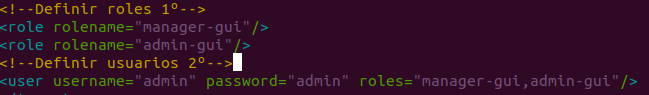 <!--Definir roles 1º-->
<role rolename="manager-gui"/>
<role rolename="admin-gui"/>
<!--Definir usuarios 2º-->
<user username="admin" password="admin" roles="manager-gui,admin-gui"/>